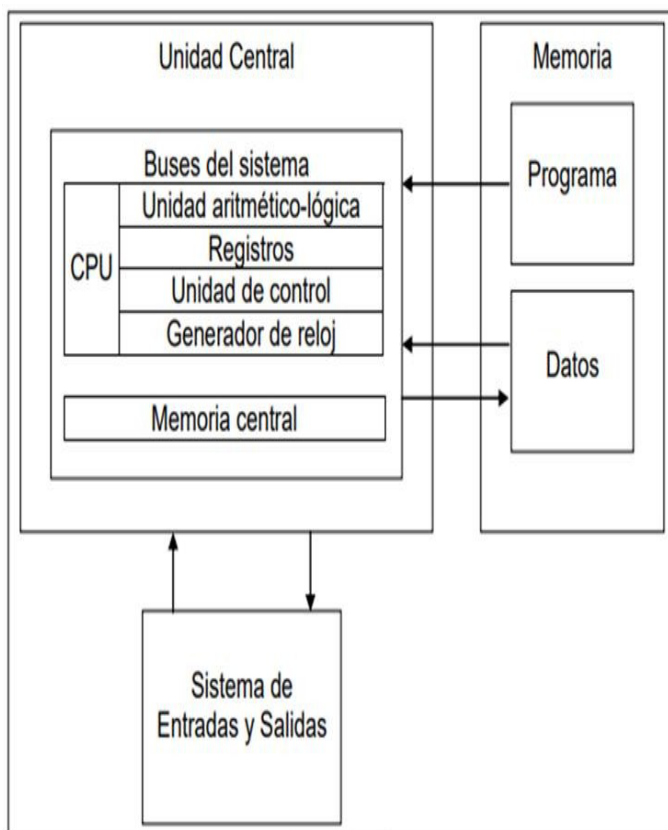 Unidad Central
Buses del sistema
CPU
Unidad aritmético-lógica
Registros
Unidad de control
Generador de reloj
Memoria central
Memoria
Programa
Datos
Sistema de
Entradas y Salidas